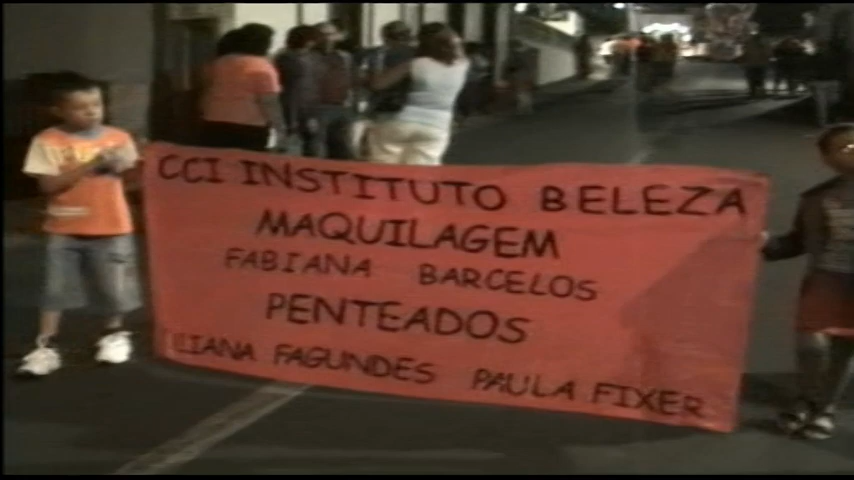 CCI INSTITUTO BELEZA
MAQUILAGEM
FABIANA BARCELOS
PENTEADOS
FAGUNDES PAULA FIXER